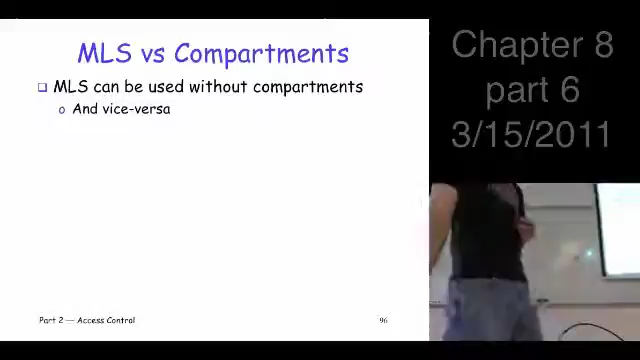 MLS vs Compartments
MLS can be used without compartments
And vice-versa
Part 2 — Access Control
96
Chapter 8
part 6
3/15/2011